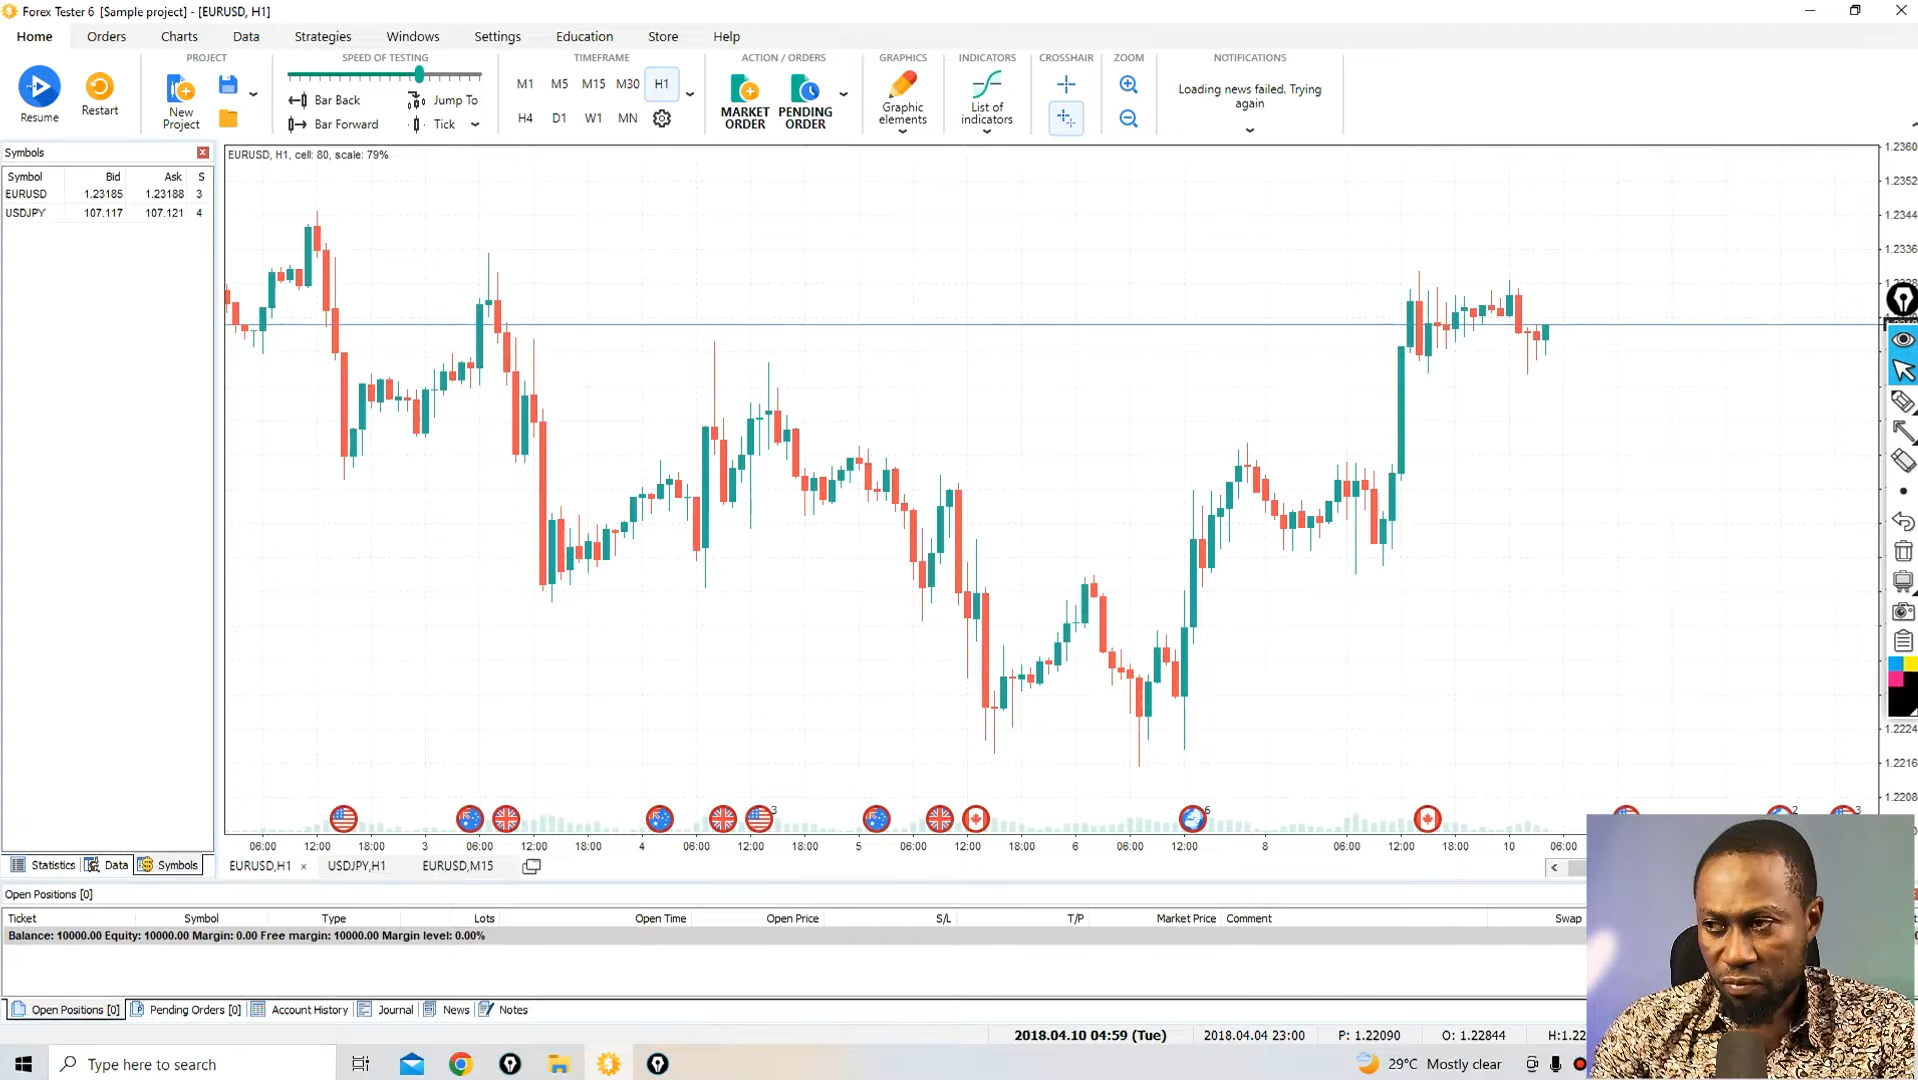 Forex Tester 6 [Sample project] - [EURUSD, H1]
Home Orders Charts Data Strategies Windows Settings Education Store Help
PROJECT SPEED OF TESTING TIMEFRAME ACTION / ORDERS GRAPHICS INDICATORS CROSSHAIR ZOOM NOTIFICATIONS
Resume
Restart
New Project
Bar Back
Jump To
Bar Forward
Tick
M1 M5 M15 M30 H1
H4 D1 W1 MN
MARKET ORDER
PENDING ORDER
Graphic elements
List of indicators
Loading news failed. Trying again
Symbols
Symbol Bid Ask S
EURUSD 1.23185 1.23188 3
USDJPY 107.117 107.121 4
EURUSD, H1, cell: 80, scale: 79%
1.2360
1.2352
1.2344
1.2336
1.2224
1.2216
1.2208
3
6
2
3
06:00 12:00 18:00 3 06:00 12:00 18:00 4 06:00 12:00 18:00 5 06:00 12:00 18:00 6 06:00 12:00 18:00 8 06:00 12:00 18:00 10 06:00
Statistics Data Symbols
EURUSD,H1 × USDJPY,H1 EURUSD,M15
Open Positions [0]
Ticket Symbol Type Lots Open Time Open Price S/L T/P Market Price Comment Swap
Balance: 10000.00 Equity: 10000.00 Margin: 0.00 Free margin: 10000.00 Margin level: 0.00%
Open Positions [0] Pending Orders [0] Account History Journal News Notes
2018.04.10 04:59 (Tue) 2018.04.04 23:00 P: 1.22090 O: 1.22844 H:1.22
Type here to search
29°C Mostly clear